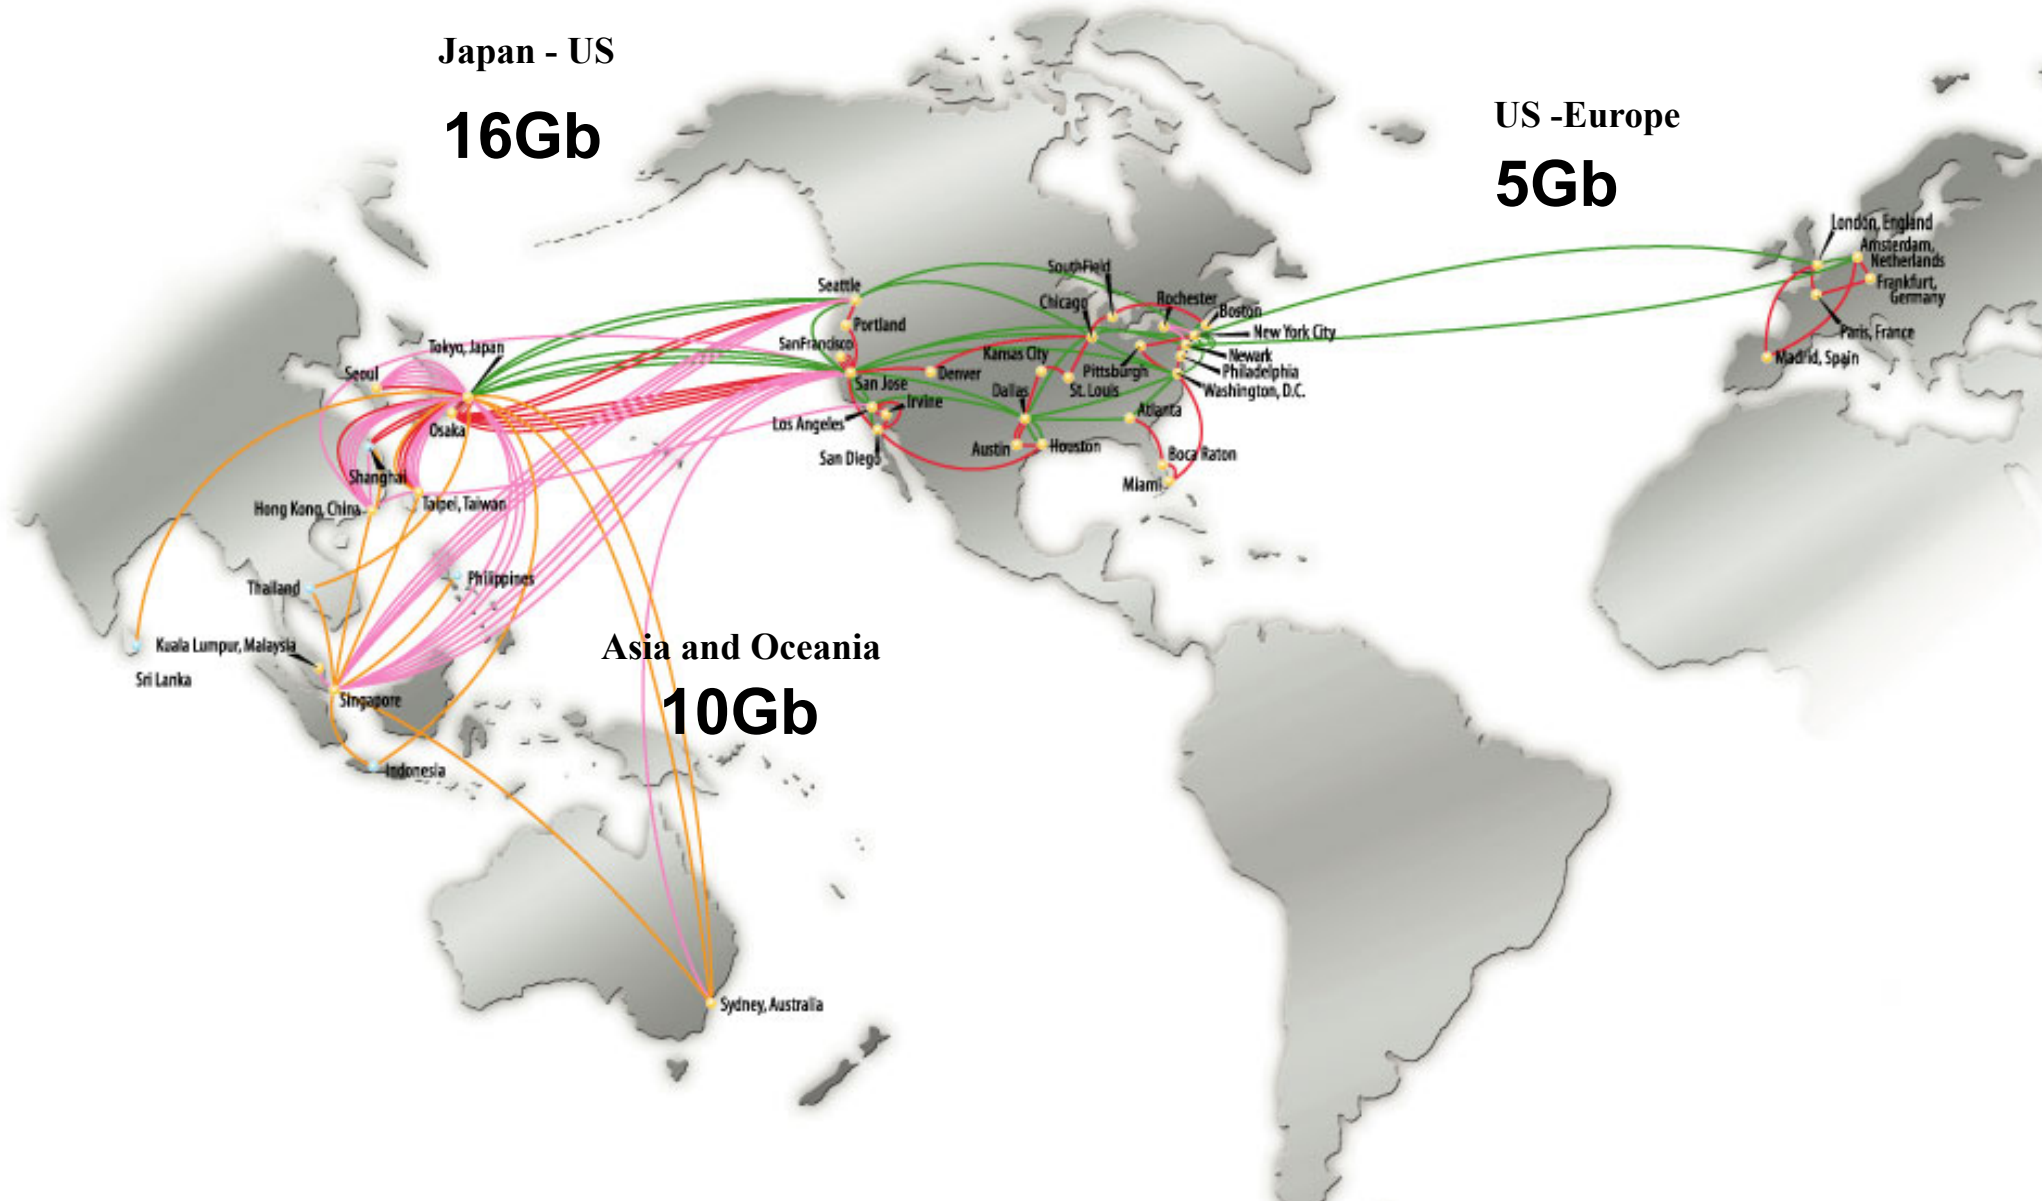 Japan - US
16Gb
US -Europe
5Gb
London, England
Amsterdam,
Netherlands
Frankfurt,
Germany
Paris, France
Madrid, Spain
Seattle
Portland
SanFrancisco
San Jose
Los Angeles
Irvine
San Diego
Denver
Kansas City
St. Louis
Dallas
Austin
Houston
SouthField
Chicago
Rochester
Boston
New York City
Newark
Philadelphia
Pittsburgh
Washington, D.C.
Atlanta
Boca Raton
Miami
Tokyo, Japan
Seoul
Osaka
Shanghai
Hong Kong, China
Taipei, Taiwan
Thailand
Philippines
Kuala Lumpur, Malaysia
Sri Lanka
Singapore
Indonesia
Asia and Oceania
10Gb
Sydney, Australia